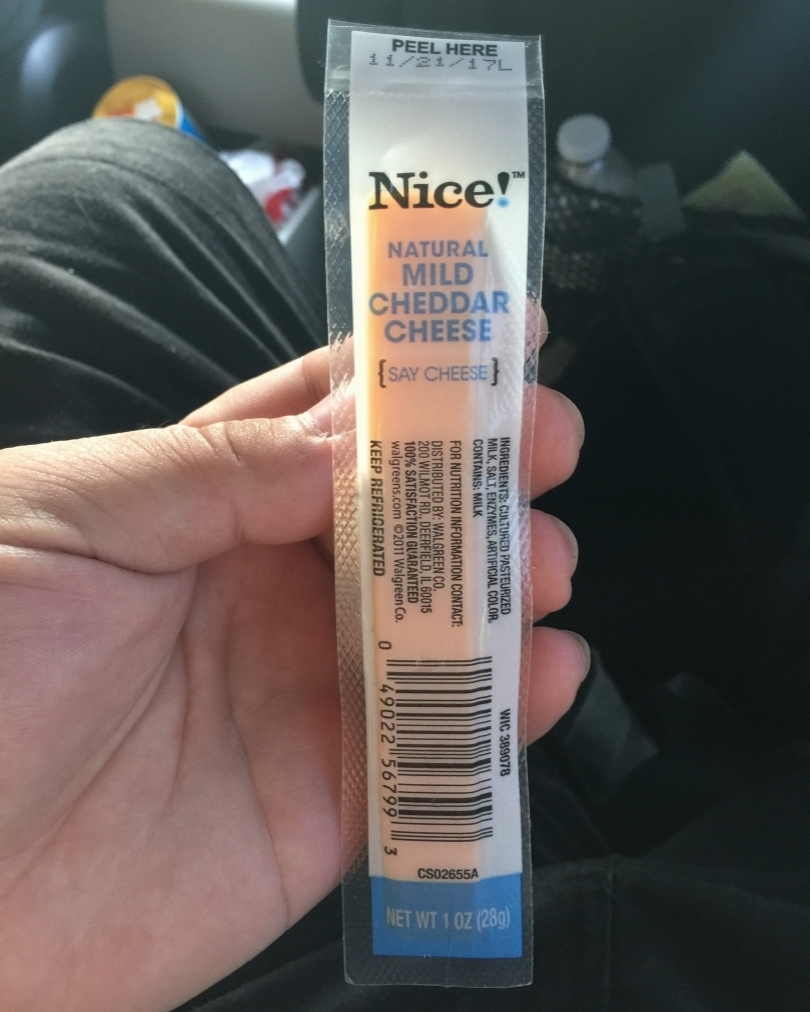 PEEL HERE
11/21/17L
Nice!™
NATURAL
MILD
CHEDDAR
CHEESE
{SAY CHEESE}
INGREDIENTS: CULTURED PASTEURIZED
MILK, SALT, ENZYMES, ARTIFICIAL COLOR.
CONTAINS: MILK
FOR NUTRITION INFORMATION CONTACT:
DISTRIBUTED BY: WALGREEN CO.
200 WILMOT RD., DEERFIELD, IL 60015
100% SATISFACTION GUARANTEED
walgreens.com ©2011 Walgreen Co.
KEEP REFRIGERATED
0 49022 56799 3
WIC 389078
CS02655A
NET WT 1 OZ (28g)